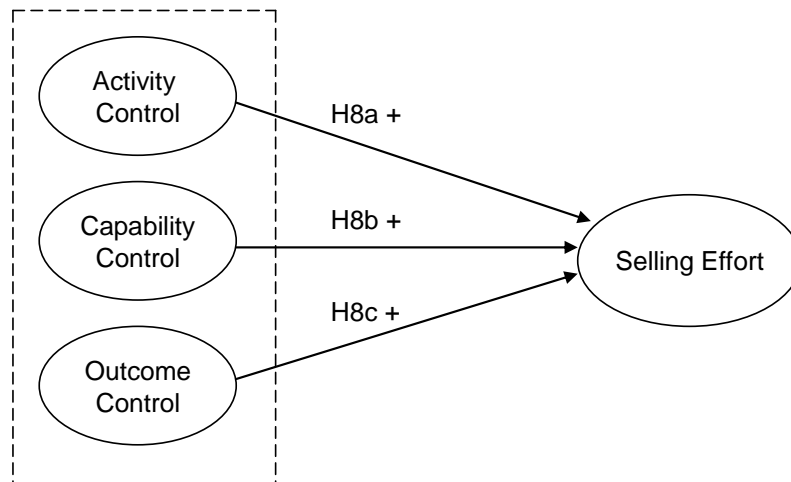 Activity
Control
H8a +
Capability
Control
H8b +
Selling Effort
H8c +
Outcome
Control